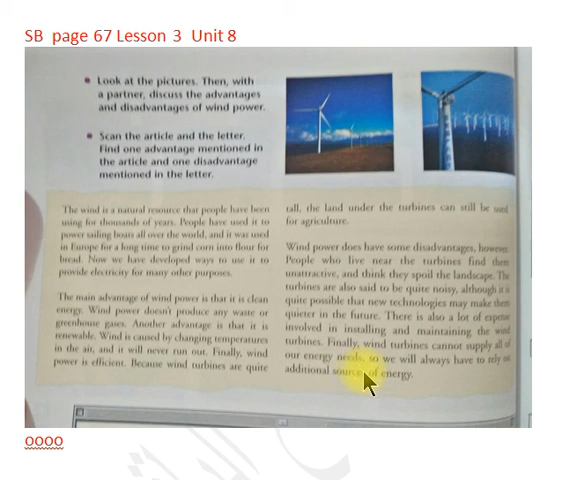 SB page 67 Lesson 3 Unit 8
• Look at the pictures. Then, with
a partner, discuss the advantages
and disadvantages of wind power.
• Scan the article and the letter.
Find one advantage mentioned in
the article and one disadvantage
mentioned in the letter.
The wind is a natural resource that people have been
using for thousands of years. People have used it to
power sailing boats all over the world, and it was used
in Europe for a long time to grind corn into flour for
bread. Now we have developed ways to use it to
provide electricity for many other purposes.
The main advantage of wind power is that it is clean
energy. Wind power doesn't produce any waste or
greenhouse gases. Another advantage is that it is
renewable. Wind is caused by changing temperatures
in the air, and it will never run out. Finally, wind
power is efficient. Because wind turbines are quite
tall, the land under the turbines can still be used
for agriculture.
Wind power does have some disadvantages, however.
People who live near the turbines find them
unattractive, and think they spoil the landscape. The
turbines are also said to be quite noisy, although it is
quite possible that new technologies may make them
quieter in the future. There is also a lot of expense
involved in installing and maintaining the wind
turbines. Finally, wind turbines cannot supply all of
our energy needs, so we will always have to rely on
additional sources of energy.
oooo